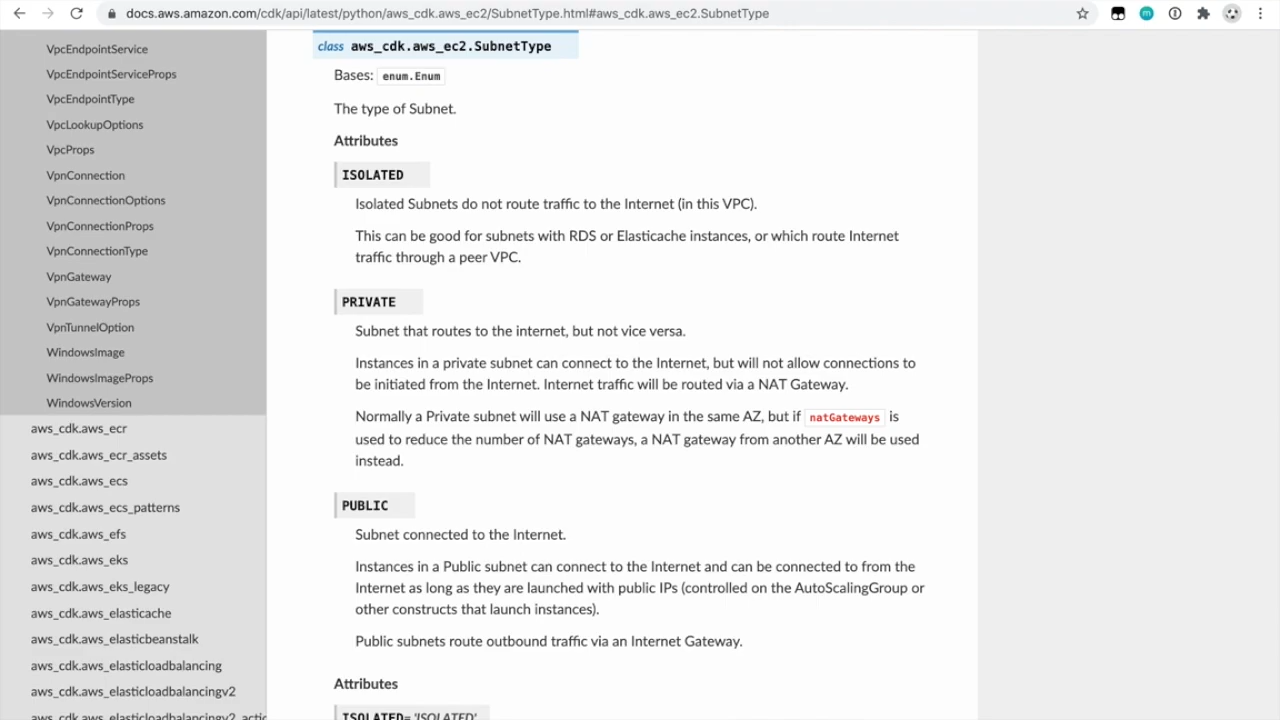 docs.aws.amazon.com/cdk/api/latest/python/aws_cdk.aws_ec2/SubnetType.html#aws_cdk.aws_ec2.SubnetType
VpcEndpointService
VpcEndpointServiceProps
VpcEndpointType
VpcLookupOptions
VpcProps
VpnConnection
VpnConnectionOptions
VpnConnectionProps
VpnConnectionType
VpnGateway
VpnGatewayProps
VpnTunnelOption
WindowsImage
WindowsImageProps
WindowsVersion
aws_cdk.aws_ecr
aws_cdk.aws_ecr_assets
aws_cdk.aws_ecs
aws_cdk.aws_ecs_patterns
aws_cdk.aws_efs
aws_cdk.aws_eks
aws_cdk.aws_eks_legacy
aws_cdk.aws_elasticache
aws_cdk.aws_elasticbeanstalk
aws_cdk.aws_elasticloadbalancing
aws_cdk.aws_elasticloadbalancingv2
aws_cdk.aws_elasticloadbalancingv2_actio
class aws_cdk.aws_ec2.SubnetType
Bases: enum.Enum
The type of Subnet.
Attributes
ISOLATED
Isolated Subnets do not route traffic to the Internet (in this VPC).
This can be good for subnets with RDS or Elasticache instances, or which route Internet
traffic through a peer VPC.
PRIVATE
Subnet that routes to the internet, but not vice versa.
Instances in a private subnet can connect to the Internet, but will not allow connections to
be initiated from the Internet. Internet traffic will be routed via a NAT Gateway.
Normally a Private subnet will use a NAT gateway in the same AZ, but if natGateways is
used to reduce the number of NAT gateways, a NAT gateway from another AZ will be used
instead.
PUBLIC
Subnet connected to the Internet.
Instances in a Public subnet can connect to the Internet and can be connected to from the
Internet as long as they are launched with public IPs (controlled on the AutoScalingGroup or
other constructs that launch instances).
Public subnets route outbound traffic via an Internet Gateway.
Attributes
ISOLATED= 'ISOLATED'